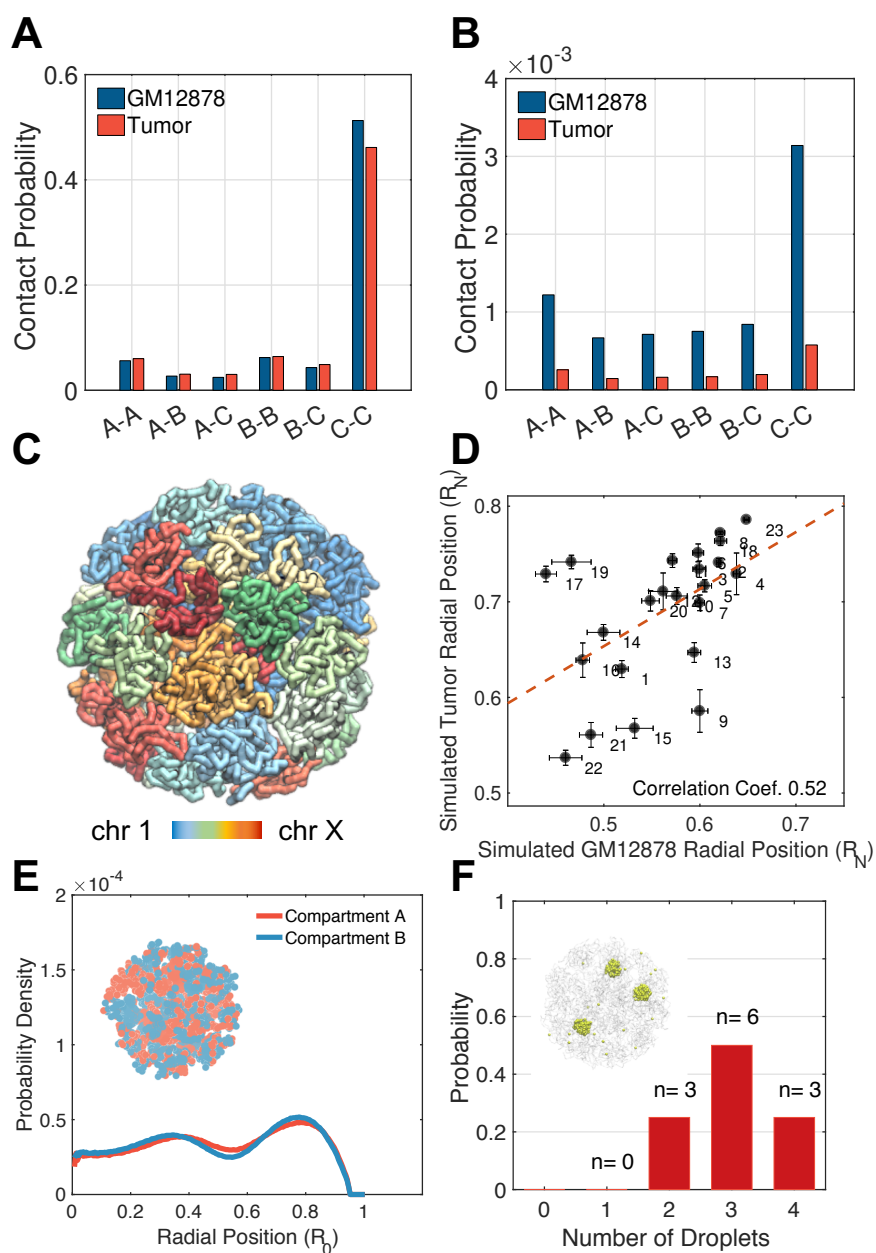 A
0.6
0.4
0.2
0
Contact Probability
GM12878
Tumor
A-A
A-B
A-C
B-B
B-C
C-C
B
×10⁻³
4
3
2
1
0
Contact Probability
GM12878
Tumor
A-A
A-B
A-C
B-B
B-C
C-C
C
chr 1
chr X
D
Simulated Tumor Radial Position (R_N)
0.8
0.7
0.6
0.5
23
8
18
6
2
17
19
3
4
5
20
10
7
14
16
1
13
9
21
15
22
Correlation Coef. 0.52
0.5
0.6
0.7
Simulated GM12878 Radial Position (R_N)
E
×10⁻⁴
2
1.5
1
0.5
0
Probability Density
Compartment A
Compartment B
0
0.2
0.4
0.6
0.8
1
Radial Position (R_0)
F
1
0.8
0.6
0.4
0.2
0
Probability
n= 0
n= 3
n= 6
n= 3
0
1
2
3
4
Number of Droplets